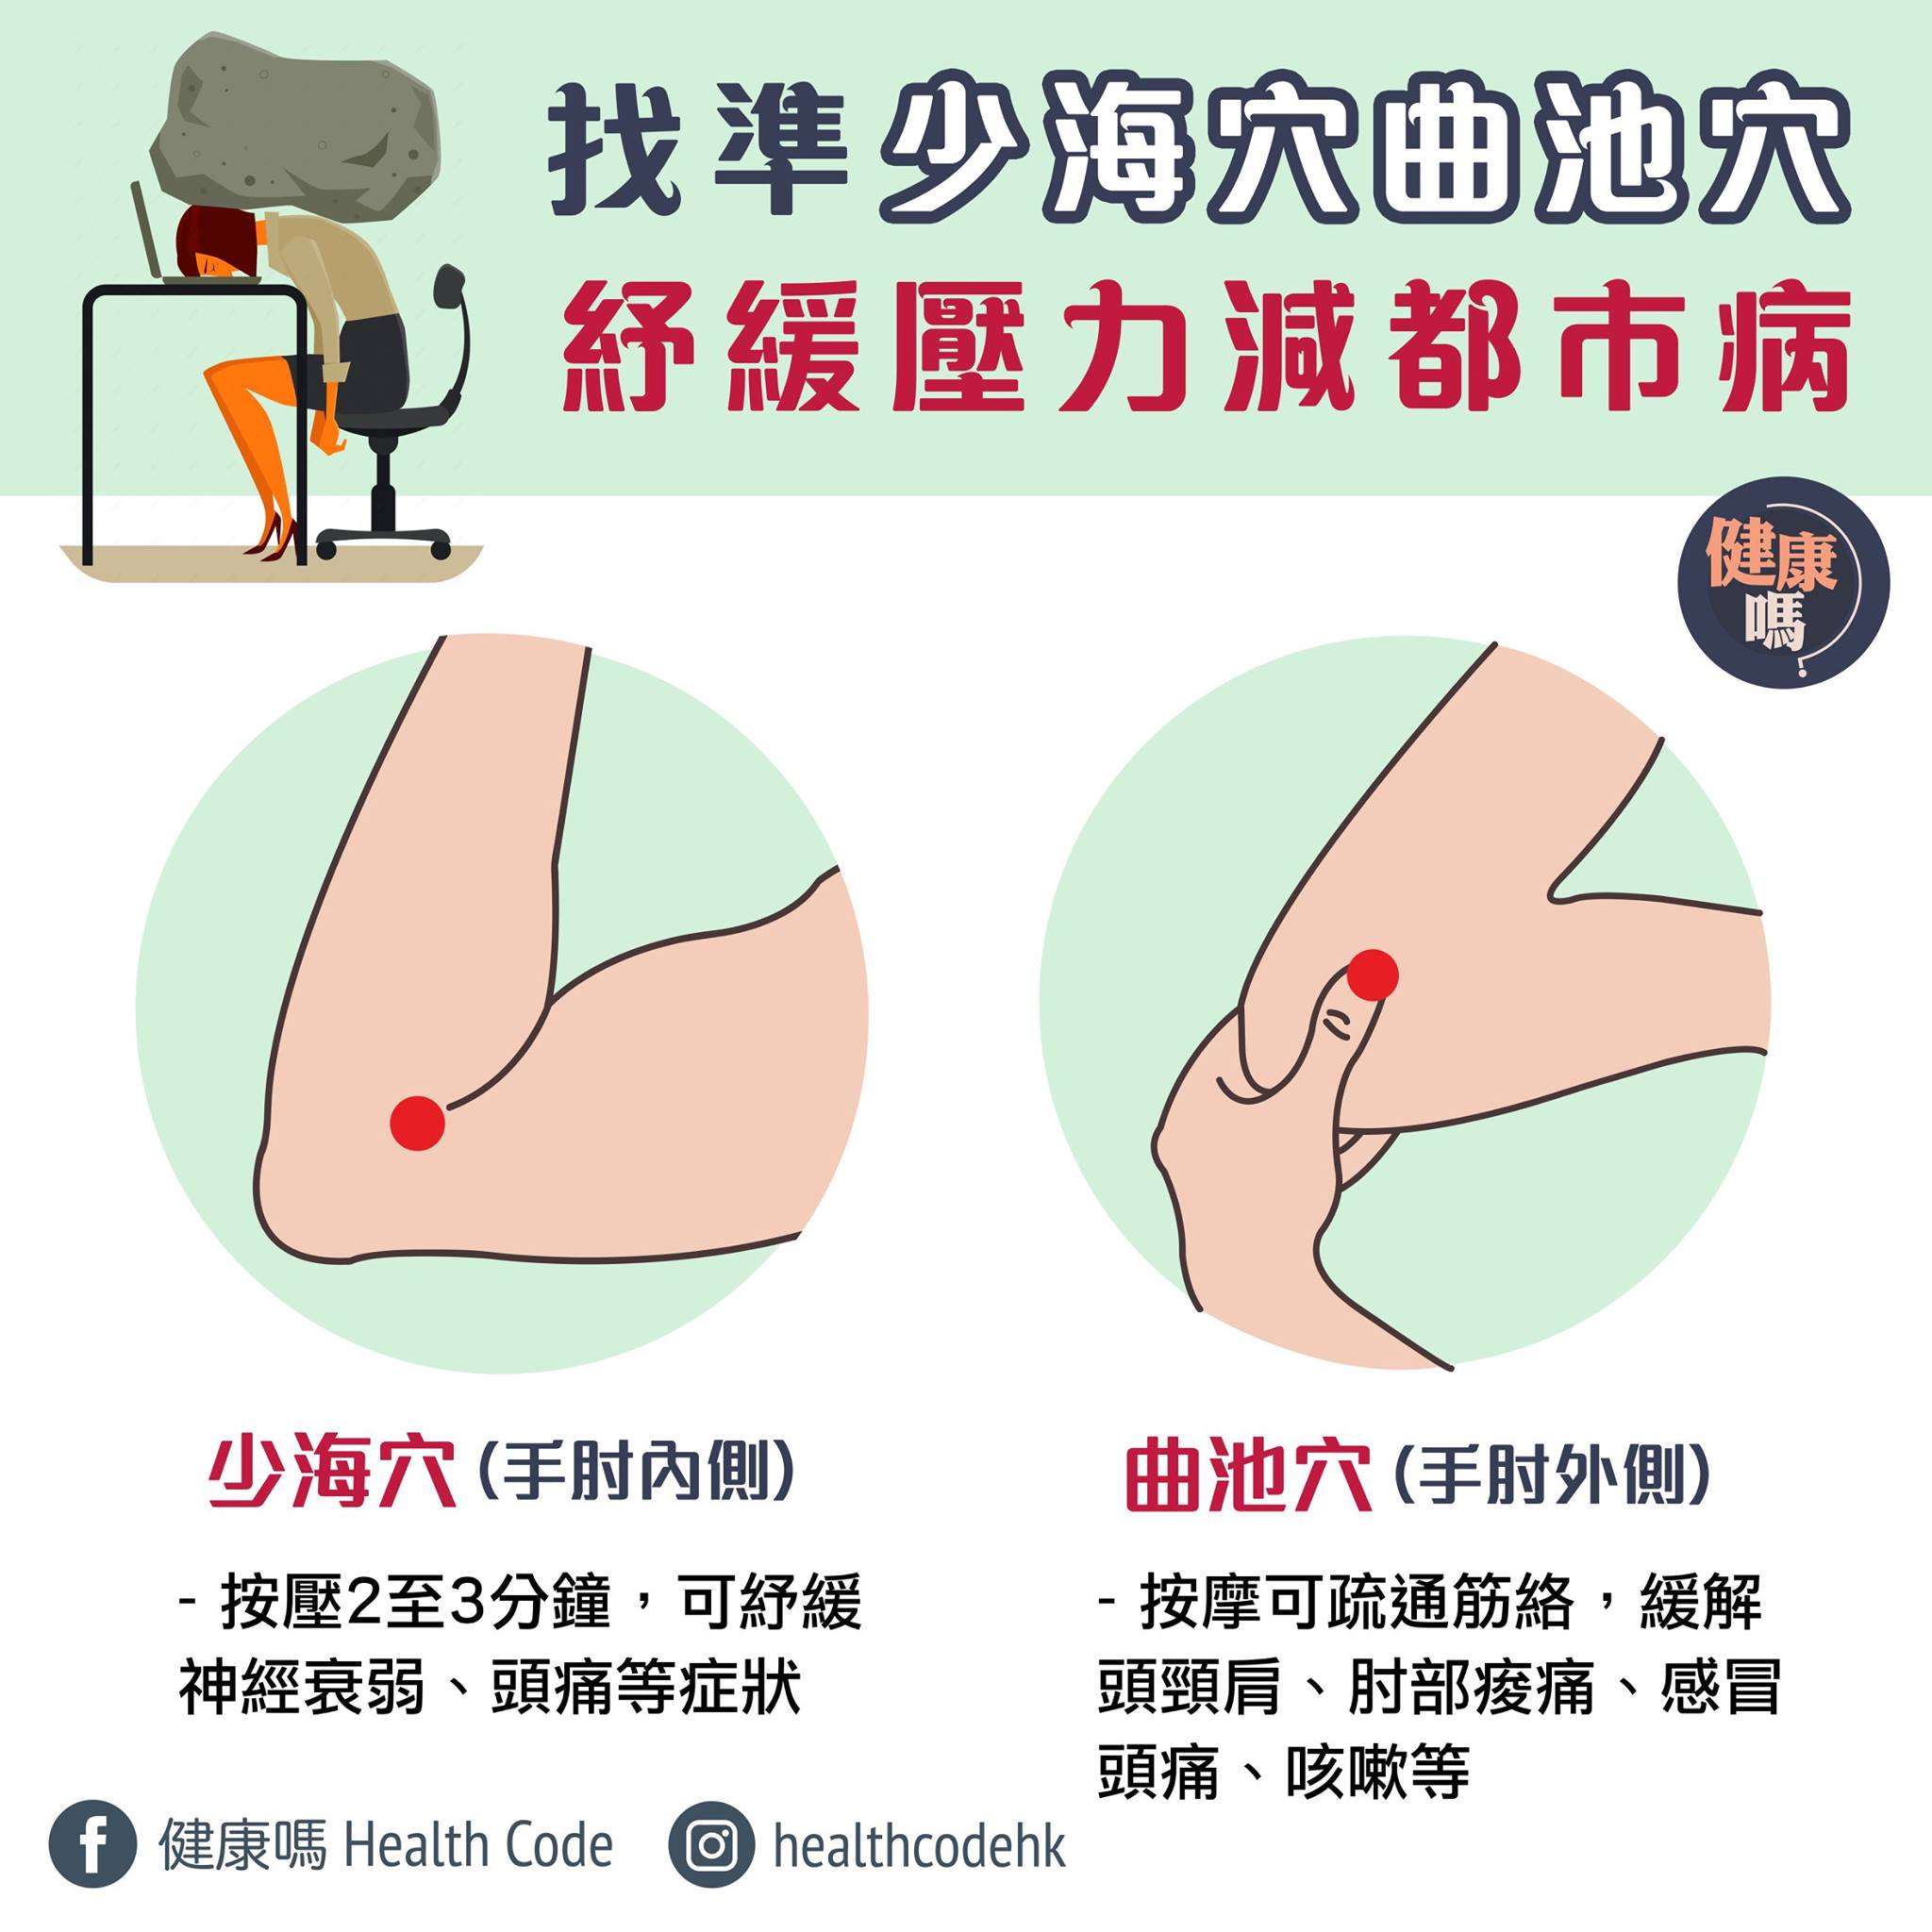 找準少海穴曲池穴
紓緩壓力減都市病
健康
嗎
少海穴(手肘內側)
- 按壓2至3分鐘，可紓緩
神經衰弱、頭痛等症狀
曲池穴(手肘外側)
- 按摩可疏通筋絡，緩解
頭頸肩、肘部痠痛、感冒
頭痛、咳嗽等
健康嗎 Health Code
healthcodehk